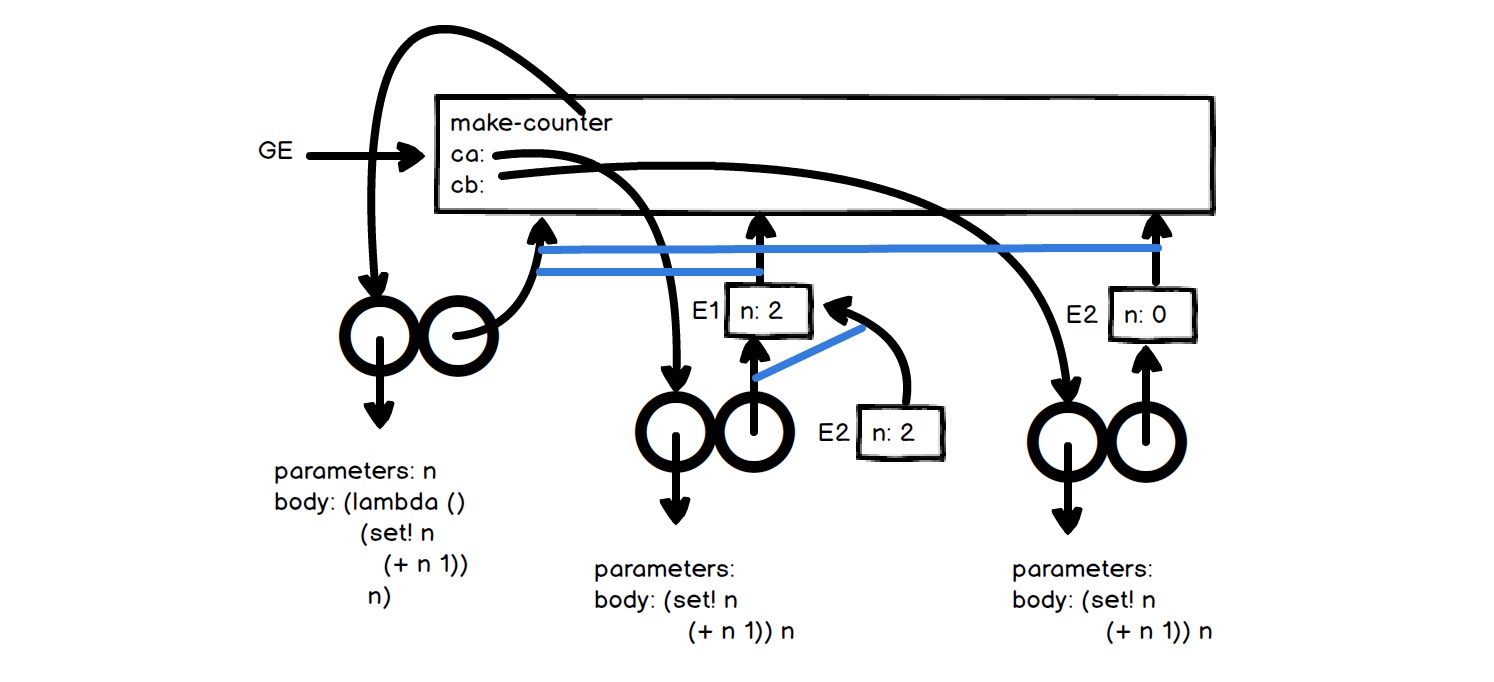 make-counter
GE
ca:
cb:
E1
n: 2
E2
n: 0
E2
n: 2
parameters: n
body: (lambda ()
(set! n
(+ n 1))
n)
parameters:
body: (set! n
(+ n 1)) n
parameters:
body: (set! n
(+ n 1)) n